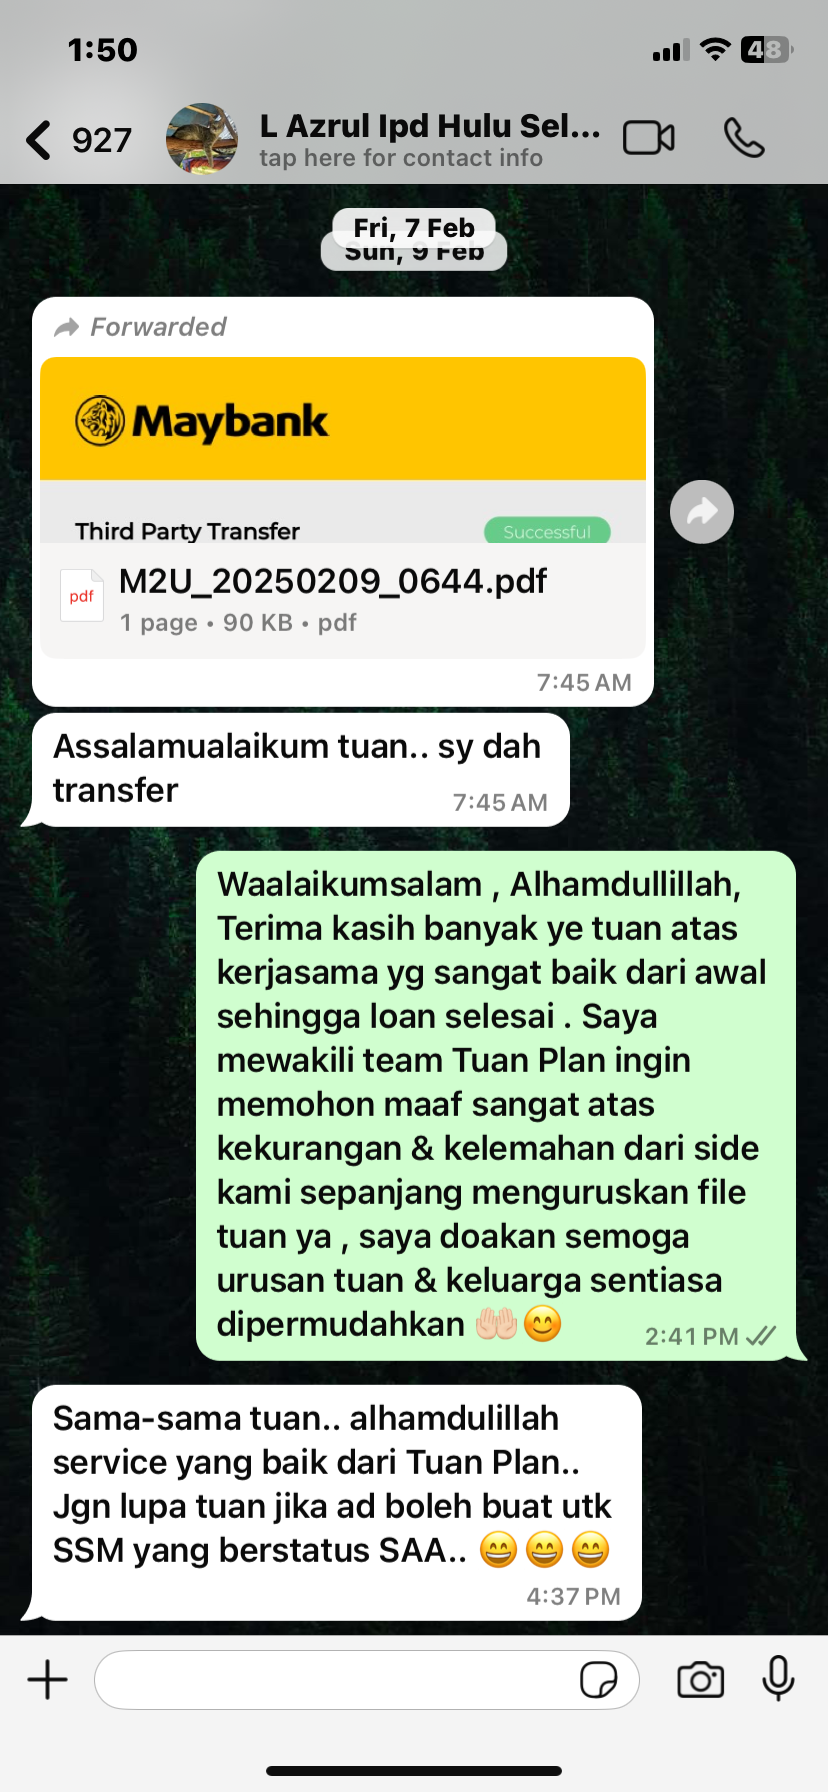 1:50
48
927
L Azrul Ipd Hulu Sel...
tap here for contact info
Fri, 7 Feb
Sun, 9 Feb
Forwarded
Maybank
Third Party Transfer
Successful
pdf
M2U_20250209_0644.pdf
1 page • 90 KB • pdf
7:45 AM
Assalamualaikum tuan.. sy dah
transfer
7:45 AM
Waalaikumsalam , Alhamdullillah,
Terima kasih banyak ye tuan atas
kerjasama yg sangat baik dari awal
sehingga loan selesai . Saya
mewakili team Tuan Plan ingin
memohon maaf sangat atas
kekurangan & kelemahan dari side
kami sepanjang menguruskan file
tuan ya , saya doakan semoga
urusan tuan & keluarga sentiasa
dipermudahkan 🤲🏻😊
2:41 PM
Sama-sama tuan.. alhamdulillah
service yang baik dari Tuan Plan..
Jgn lupa tuan jika ad boleh buat utk
SSM yang berstatus SAA.. 😄😄😄
4:37 PM